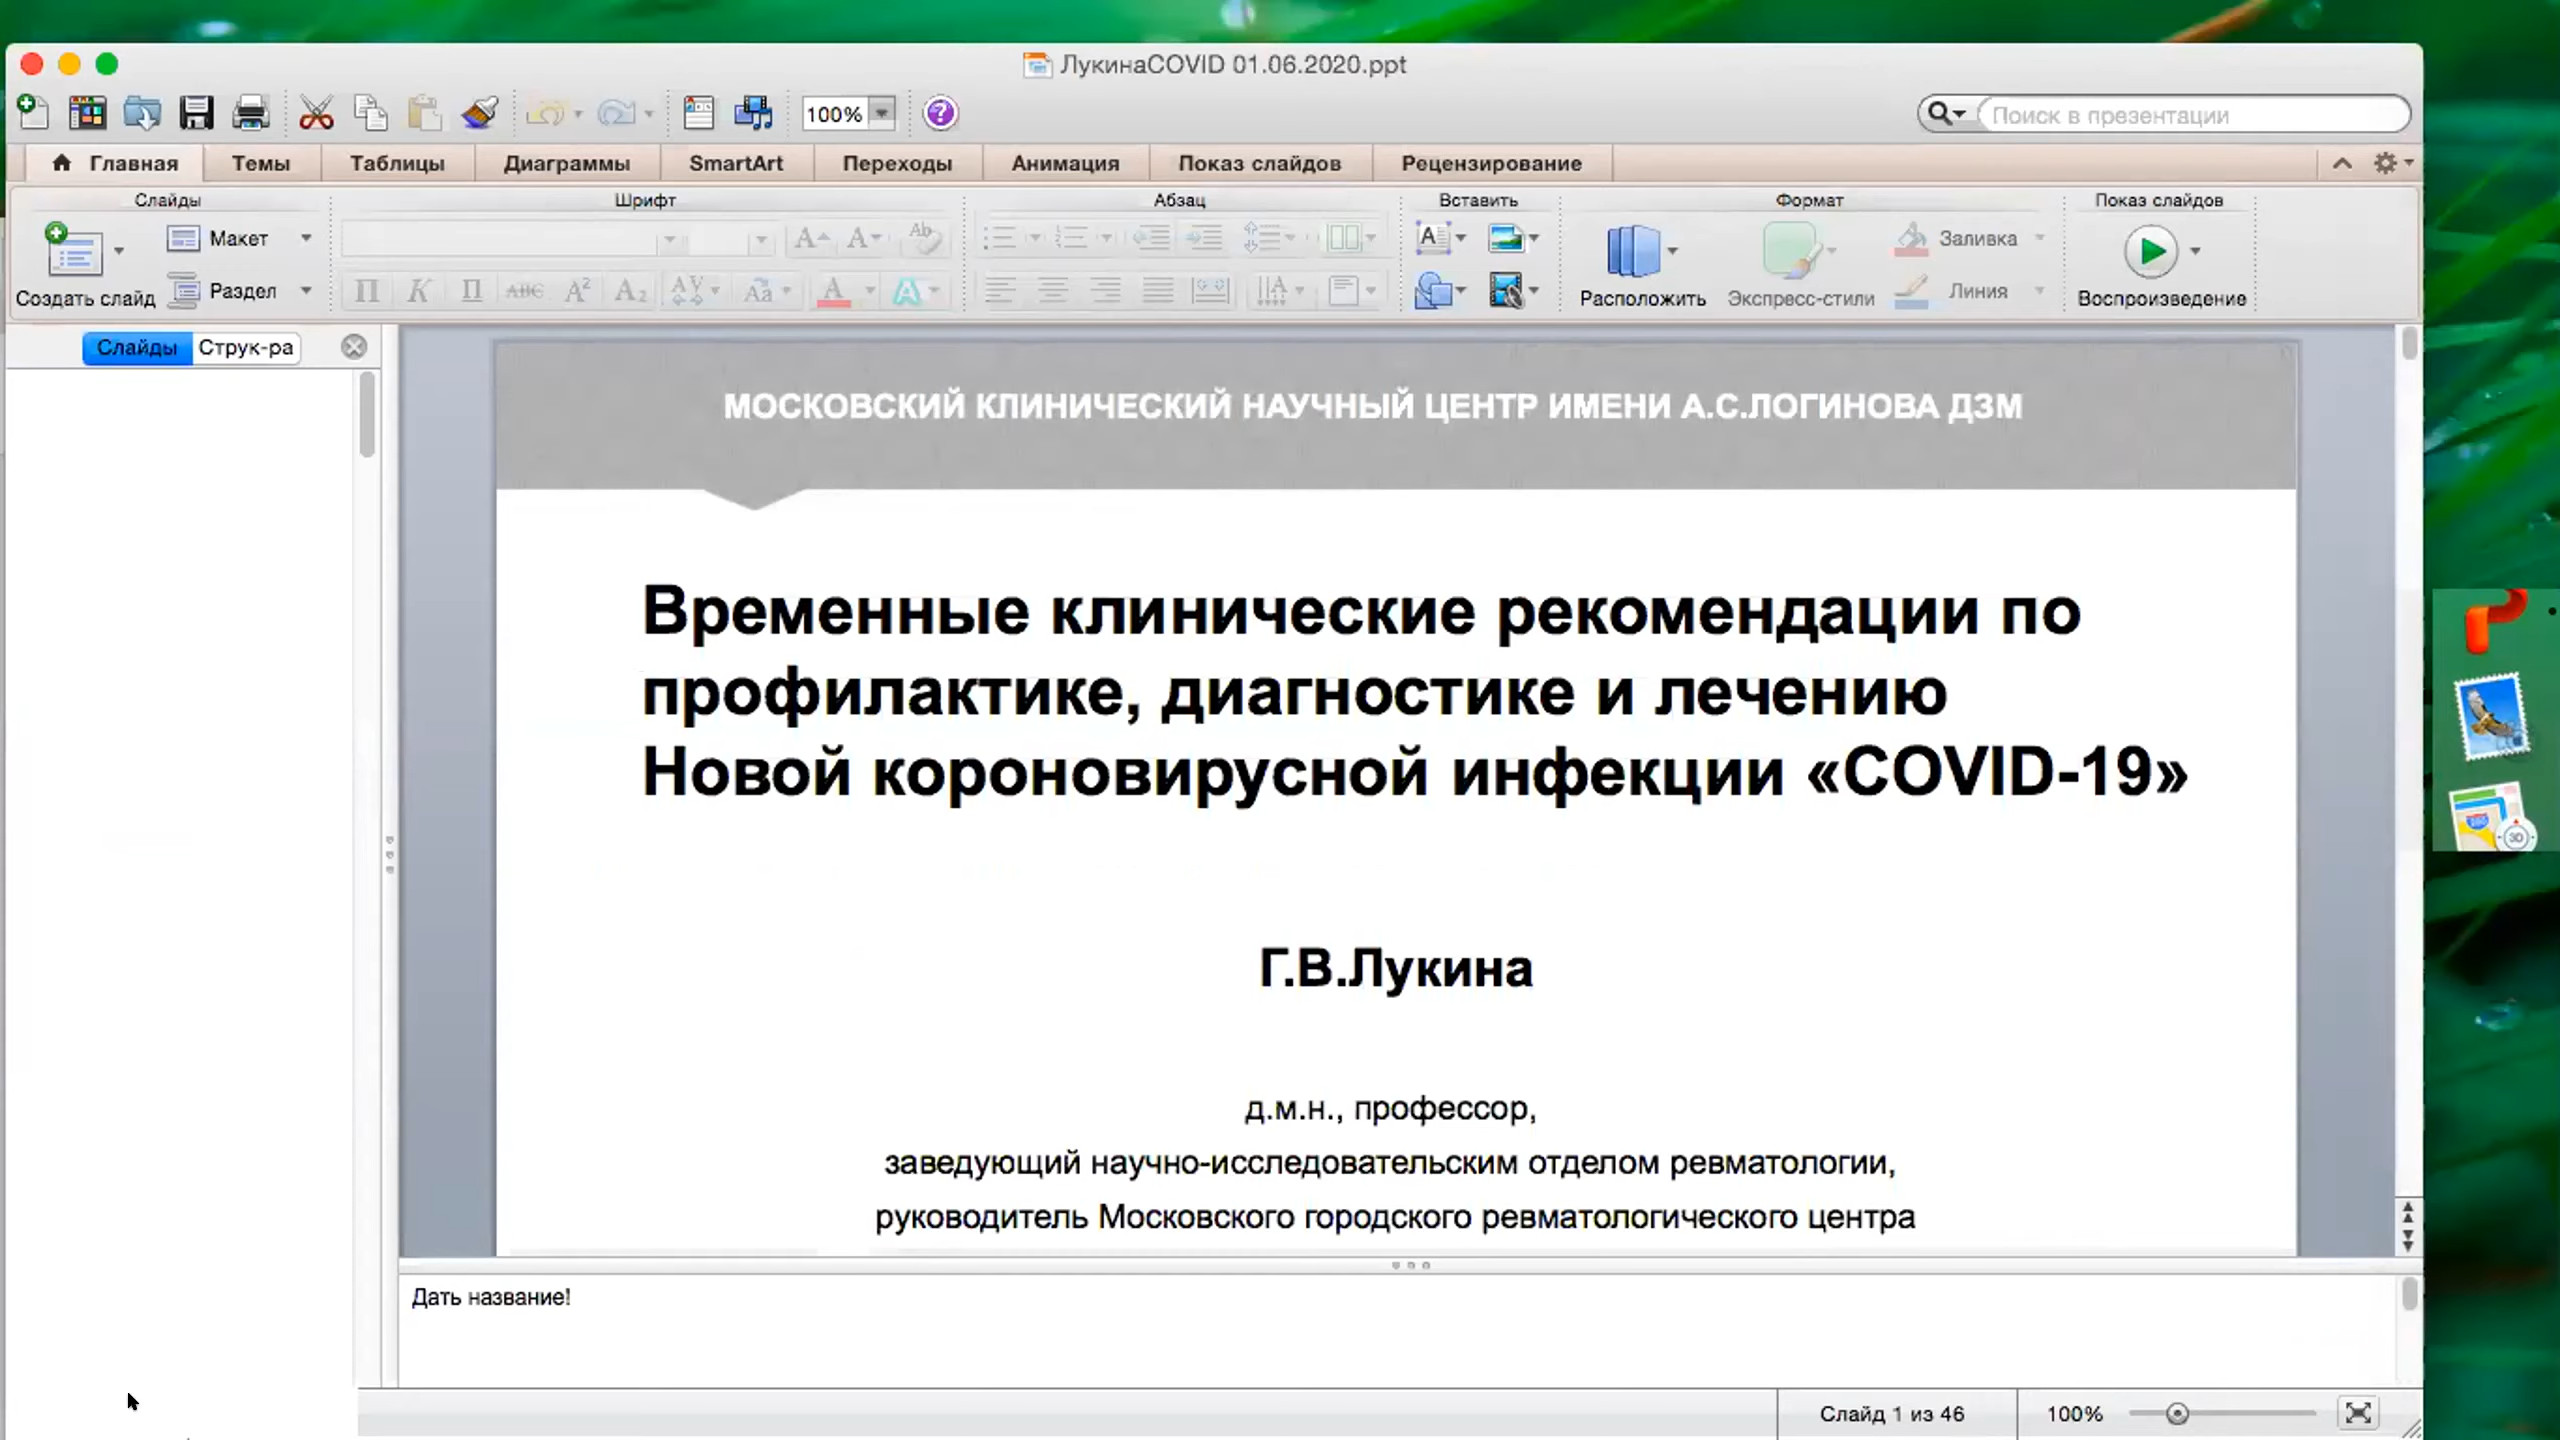 ЛукинаCOVID 01.06.2020.ppt
100%
Поиск в презентации
Главная Темы Таблицы Диаграммы SmartArt Переходы Анимация Показ слайдов Рецензирование
Слайды Шрифт Абзац Вставить Формат Показ слайдов
Макет
Заливка
Создать слайд Раздел
Расположить Экспресс-стили Линия Воспроизведение
Слайды Струк-ра
МОСКОВСКИЙ КЛИНИЧЕСКИЙ НАУЧНЫЙ ЦЕНТР ИМЕНИ А.С.ЛОГИНОВА ДЗМ
Временные клинические рекомендации по
профилактике, диагностике и лечению
Новой короновирусной инфекции «COVID-19»
Г.В.Лукина
д.м.н., профессор,
заведующий научно-исследовательским отделом ревматологии,
руководитель Московского городского ревматологического центра
Дать название!
Слайд 1 из 46 100%